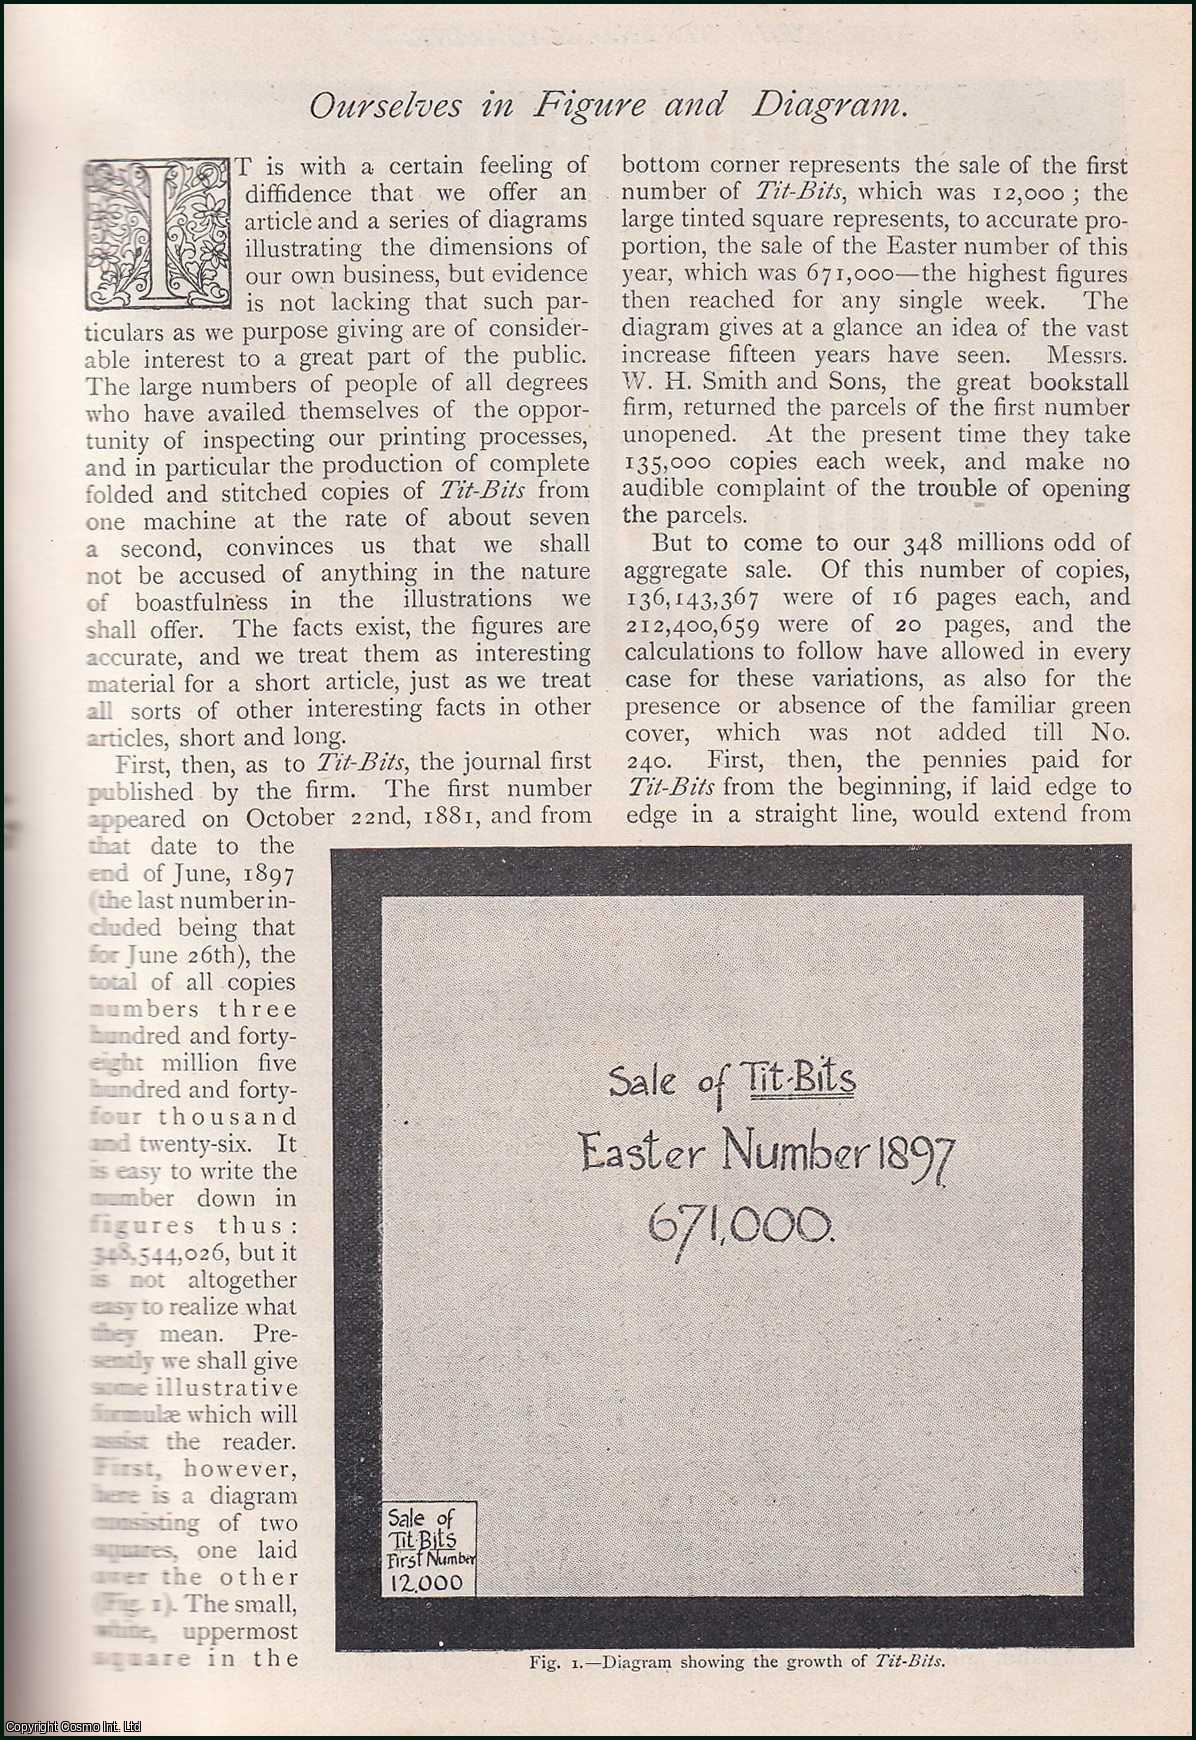 Ourselves in Figure and Diagram.
IT is with a certain feeling of
diffidence that we offer an
article and a series of diagrams
illustrating the dimensions of
our own business, but evidence
is not lacking that such par-
ticulars as we purpose giving are of consider-
able interest to a great part of the public.
The large numbers of people of all degrees
who have availed themselves of the oppor-
tunity of inspecting our printing processes,
and in particular the production of complete
folded and stitched copies of Tit-Bits from
one machine at the rate of about seven
a second, convinces us that we shall
not be accused of anything in the nature
of boastfulness in the illustrations we
shall offer. The facts exist, the figures are
accurate, and we treat them as interesting
material for a short article, just as we treat
all sorts of other interesting facts in other
articles, short and long.
First, then, as to Tit-Bits, the journal first
published by the firm. The first number
appeared on October 22nd, 1881, and from
that date to the
end of June, 1897
(the last number in-
cluded being that
for June 26th), the
total of all copies
numbers three
hundred and forty-
eight million five
hundred and forty-
four thousand
and twenty-six. It
is easy to write the
number down in
figures thus:
348,544,026, but it
is not altogether
easy to realize what
they mean. Pre-
sently we shall give
some illustrative
formulæ which will
assist the reader.
First, however,
here is a diagram
consisting of two
squares, one laid
over the other
(Fig. 1). The small,
white, uppermost
square in the
bottom corner represents the sale of the first
number of Tit-Bits, which was 12,000; the
large tinted square represents, to accurate pro-
portion, the sale of the Easter number of this
year, which was 671,000—the highest figures
then reached for any single week. The
diagram gives at a glance an idea of the vast
increase fifteen years have seen. Messrs.
W. H. Smith and Sons, the great bookstall
firm, returned the parcels of the first number
unopened. At the present time they take
135,000 copies each week, and make no
audible complaint of the trouble of opening
the parcels.
But to come to our 348 millions odd of
aggregate sale. Of this number of copies,
136,143,367 were of 16 pages each, and
212,400,659 were of 20 pages, and the
calculations to follow have allowed in every
case for these variations, as also for the
presence or absence of the familiar green
cover, which was not added till No.
240. First, then, the pennies paid for
Tit-Bits from the beginning, if laid edge to
edge in a straight line, would extend from
Sale of Tit-Bits
Easter Number 1897
671,000.
Sale of
Tit-Bits
First Number
12.000
Fig. 1.—Diagram showing the growth of Tit-Bits.
Copyright Cosmo Int. Ltd